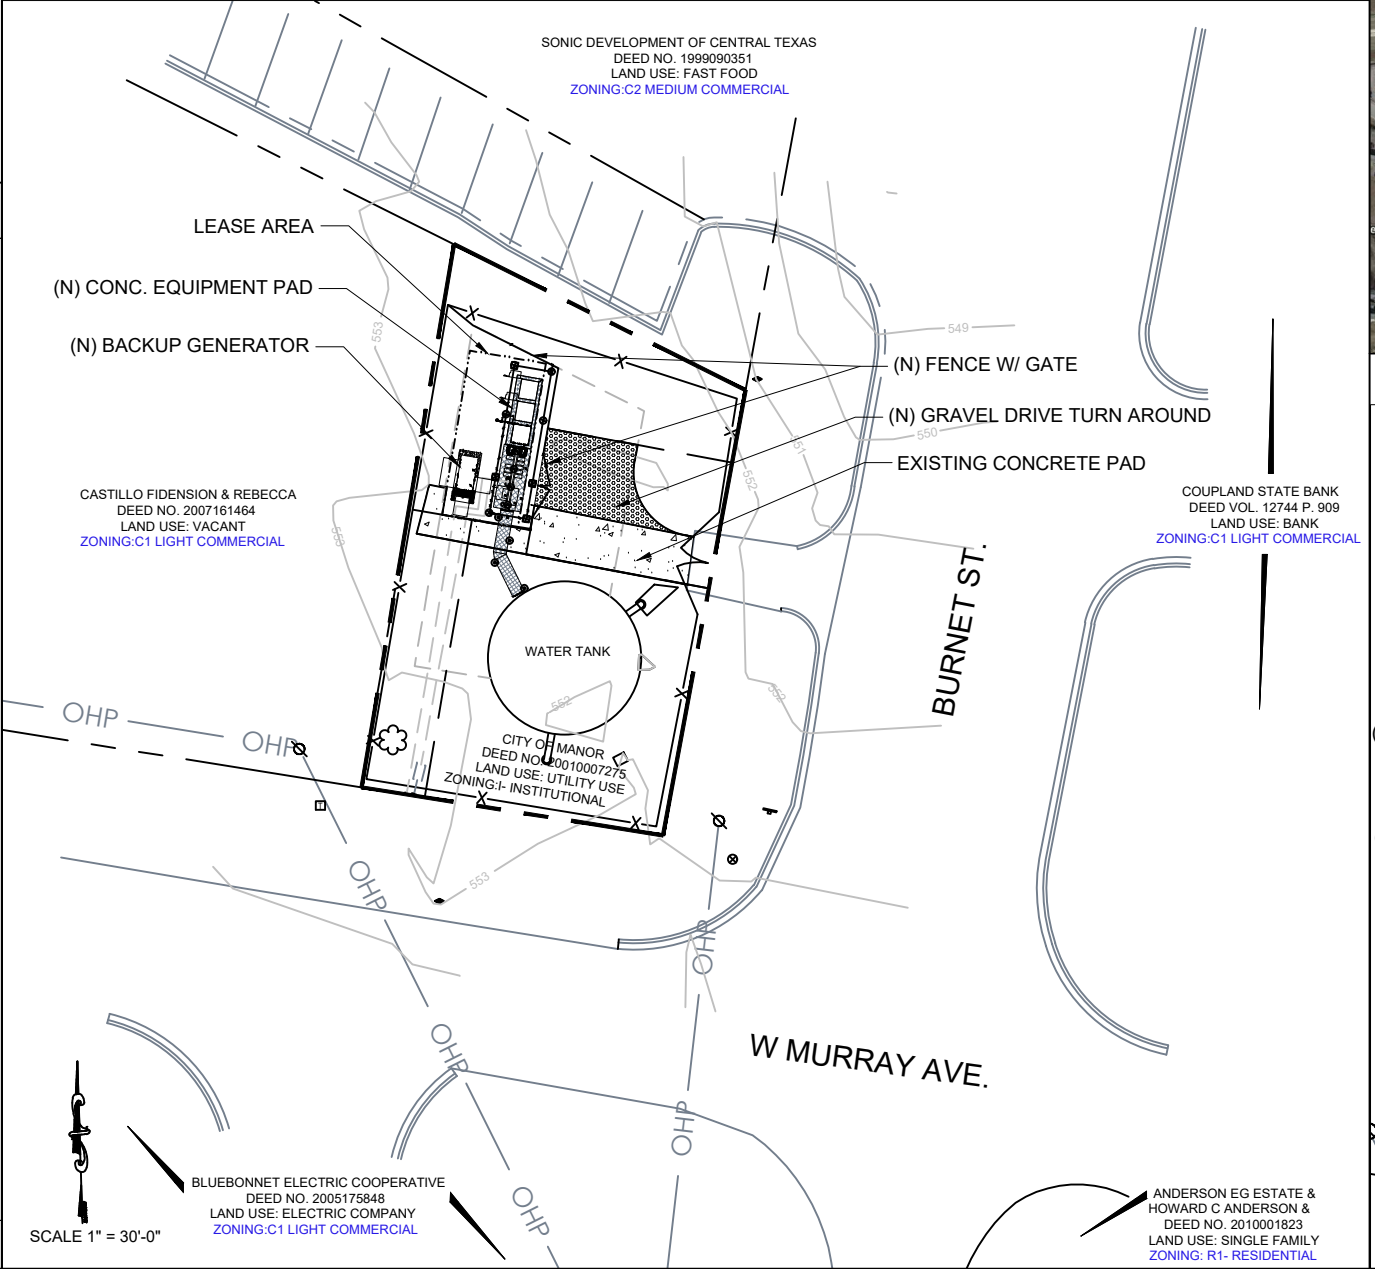 SONIC DEVELOPMENT OF CENTRAL TEXAS
DEED NO. 1999090351
LAND USE: FAST FOOD
ZONING:C2 MEDIUM COMMERCIAL
LEASE AREA
(N) CONC. EQUIPMENT PAD
(N) BACKUP GENERATOR
553
549
(N) FENCE W/ GATE
(N) GRAVEL DRIVE TURN AROUND
550
551
EXISTING CONCRETE PAD
552
CASTILLO FIDENSION & REBECCA
DEED NO. 2007161464
LAND USE: VACANT
ZONING:C1 LIGHT COMMERCIAL
COUPLAND STATE BANK
DEED VOL. 12744 P. 909
LAND USE: BANK
ZONING:C1 LIGHT COMMERCIAL
BURNET ST.
WATER TANK
552
552
OHP
OHP
CITY OF MANOR
DEED NO. 20010007275
LAND USE: UTILITY USE
ZONING:I- INSTITUTIONAL
T
OHP
553
OHP
OHP
W MURRAY AVE.
OHP
OHP
SCALE 1" = 30'-0"
BLUEBONNET ELECTRIC COOPERATIVE
DEED NO. 2005175848
LAND USE: ELECTRIC COMPANY
ZONING:C1 LIGHT COMMERCIAL
ANDERSON EG ESTATE &
HOWARD C ANDERSON &
DEED NO. 2010001823
LAND USE: SINGLE FAMILY
ZONING: R1- RESIDENTIAL